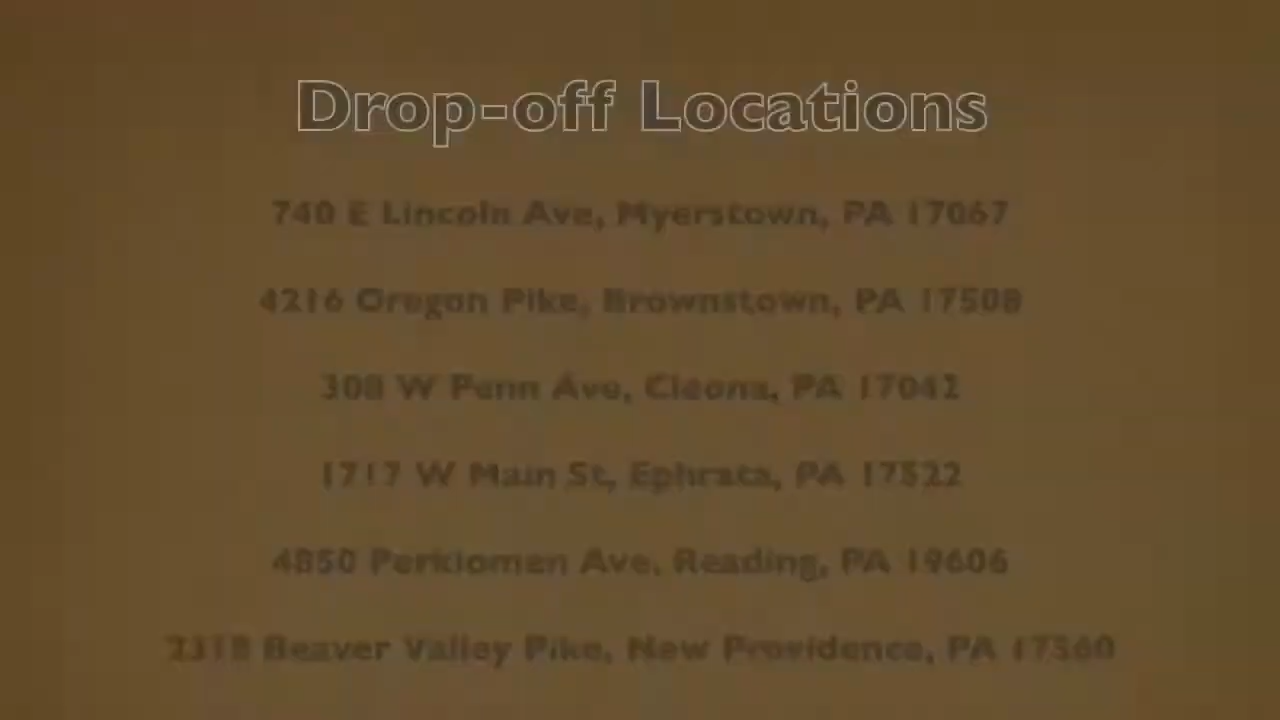 Drop-off Locations
740 E Lincoln Ave, Myerstown, PA 17067
4216 Oregon Pike, Brownstown, PA 17508
308 W Penn Ave, Cleona, PA 17042
1717 W Main St, Ephrata, PA 17522
4850 Perkiomen Ave, Reading, PA 19606
2318 Beaver Valley Pike, New Providence, PA 17560